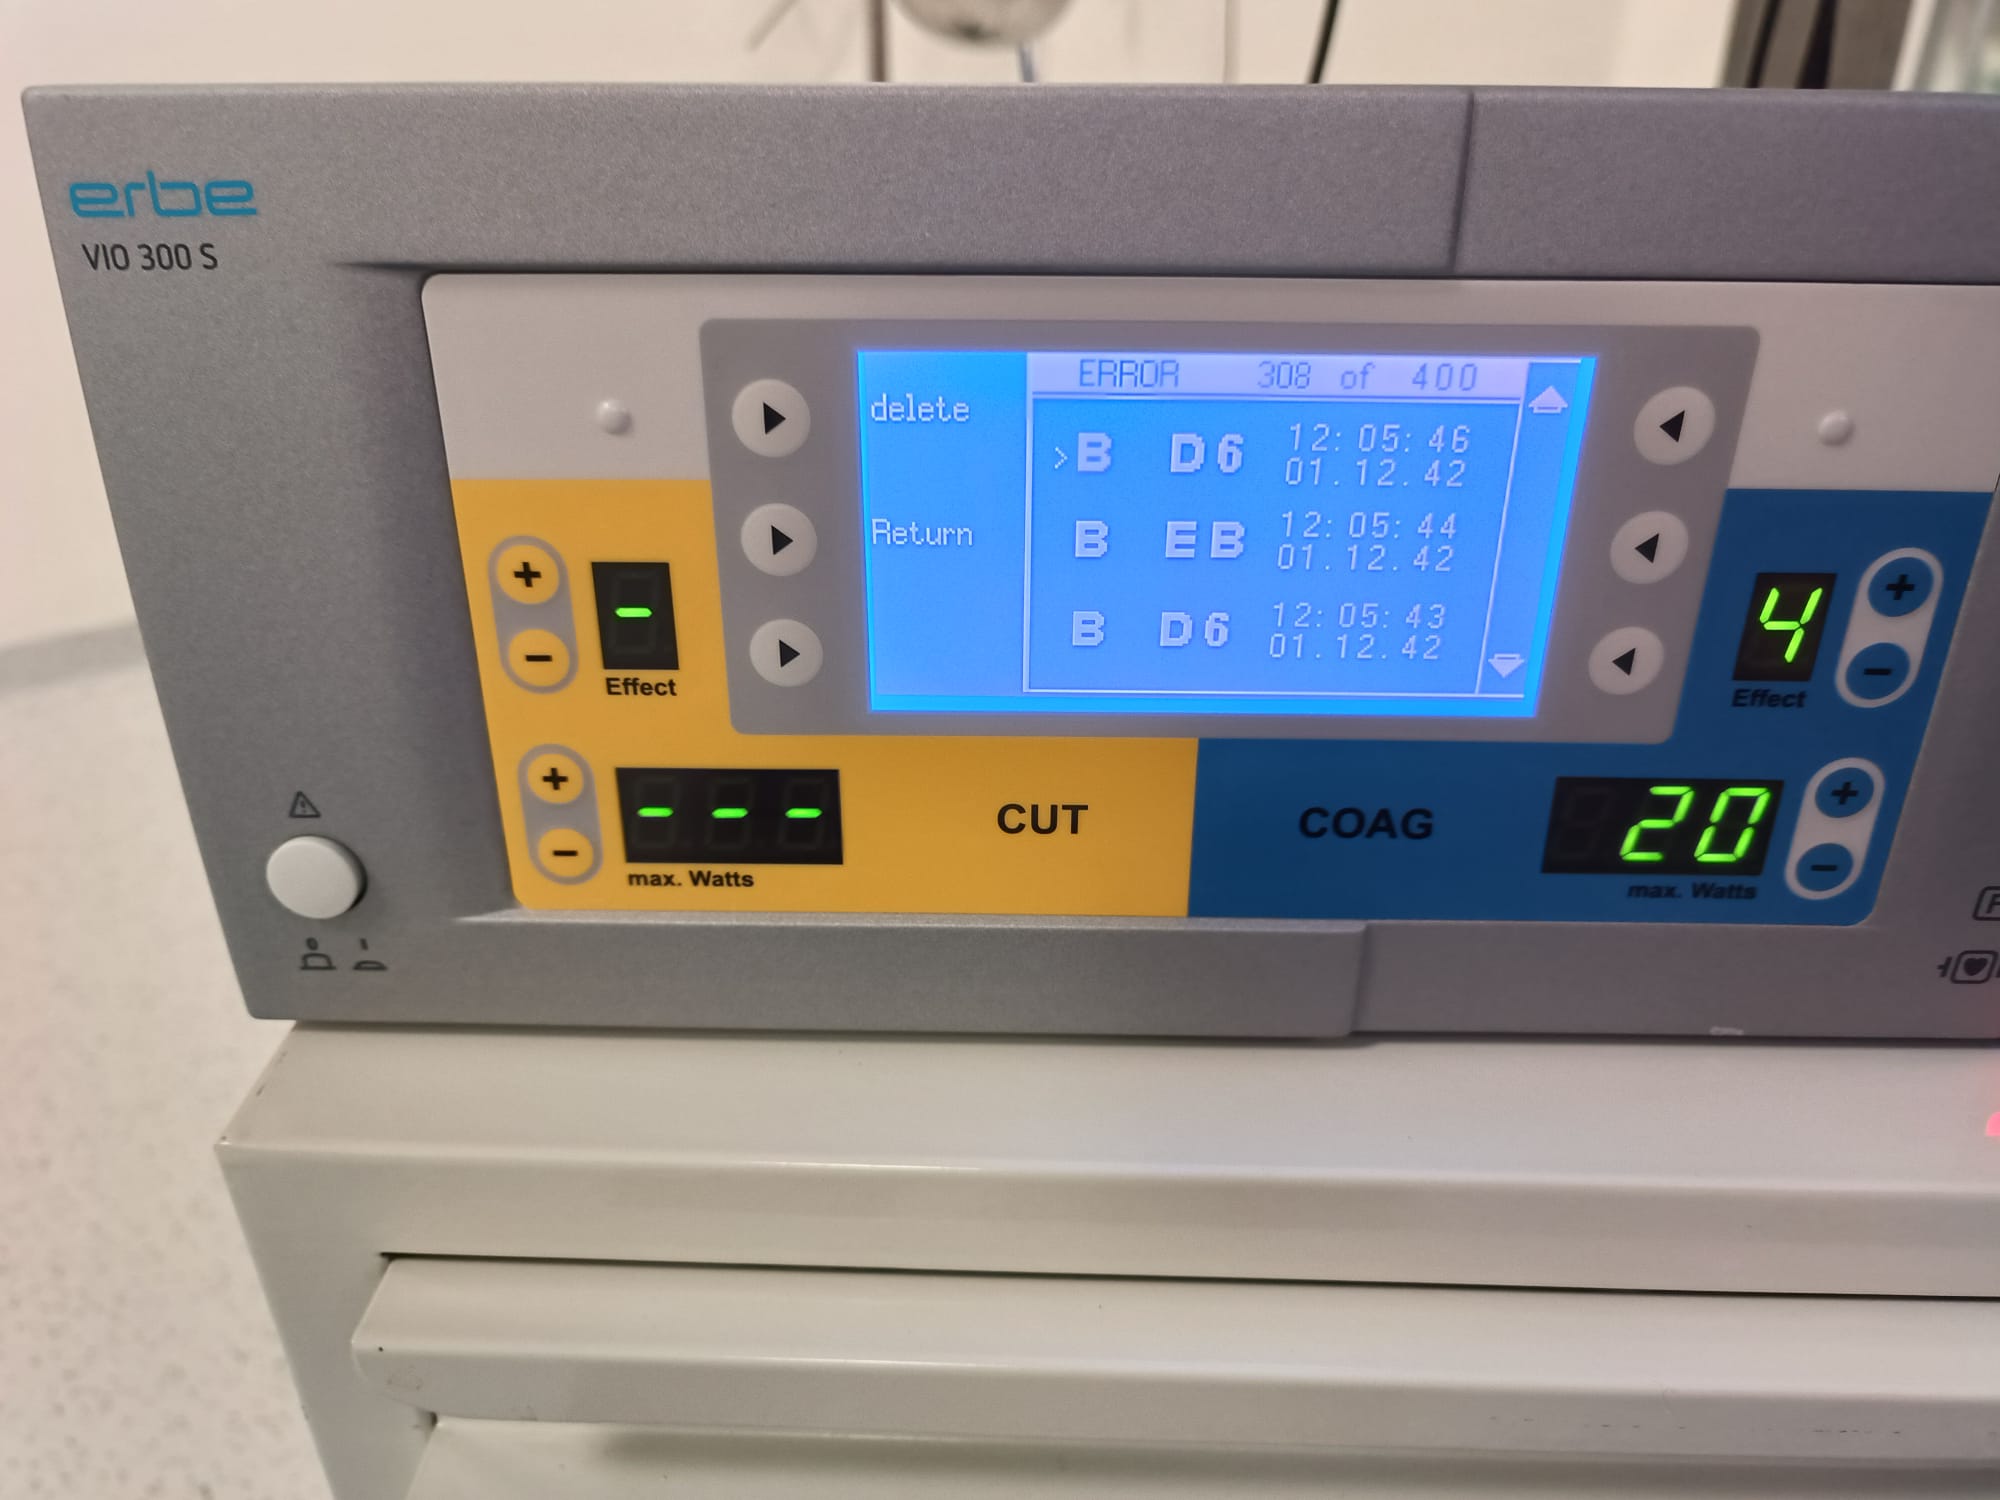 erbe
VIO 300 S
ERROR 308 of 400
delete
>B D6 12:05:46
01.12.42
Return
B EB 12:05:44
01.12.42
B D6 12:05:43
01.12.42
+
-
-
Effect
4
+
-
Effect
+
-
---
max. Watts
CUT
COAG
20
max. Watts
+
-